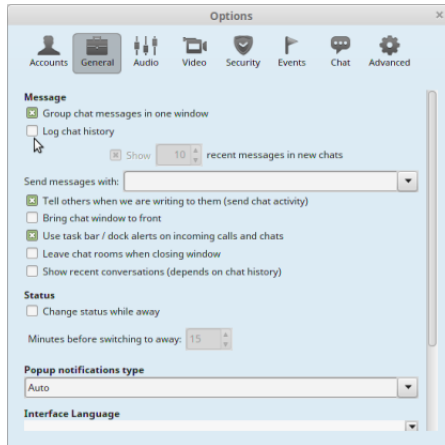 Options
Accounts General Audio Video Security Events Chat Advanced
Message
Group chat messages in one window
Log chat history
Show 10 recent messages in new chats
Send messages with:
Tell others when we are writing to them (send chat activity)
Bring chat window to front
Use task bar / dock alerts on incoming calls and chats
Leave chat rooms when closing window
Show recent conversations (depends on chat history)
Status
Change status while away
Minutes before switching to away: 15
Popup notifications type
Auto
Interface Language